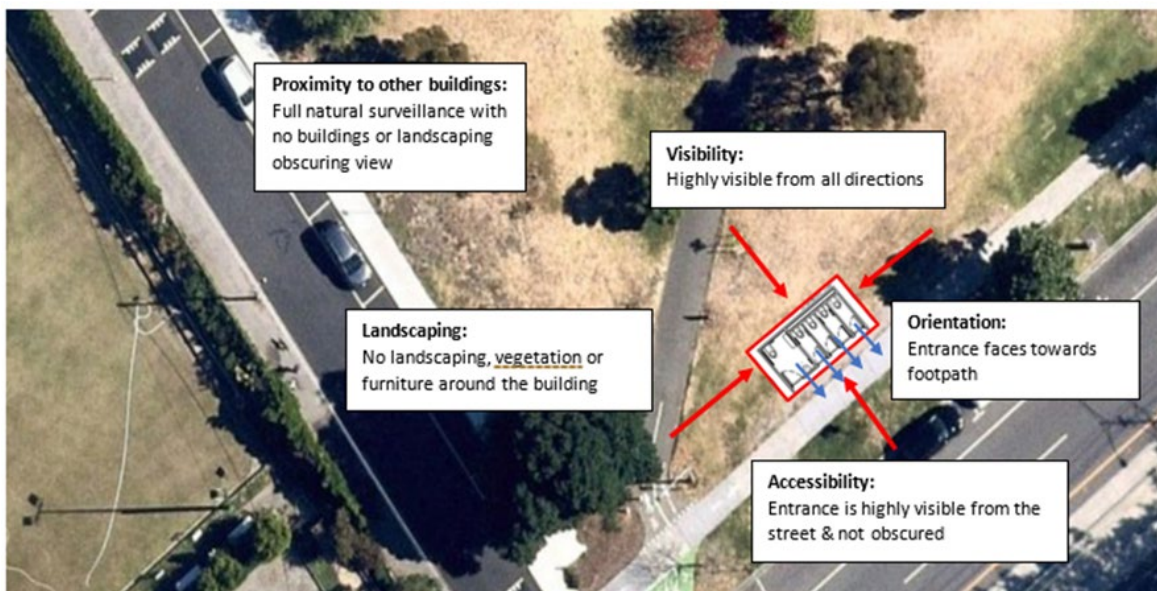 Proximity to other buildings:
Full natural surveillance with
no buildings or landscaping
obscuring view
Visibility:
Highly visible from all directions
Landscaping:
No landscaping, vegetation or
furniture around the building
Orientation:
Entrance faces towards
footpath
Accessibility:
Entrance is highly visible from the
street & not obscured